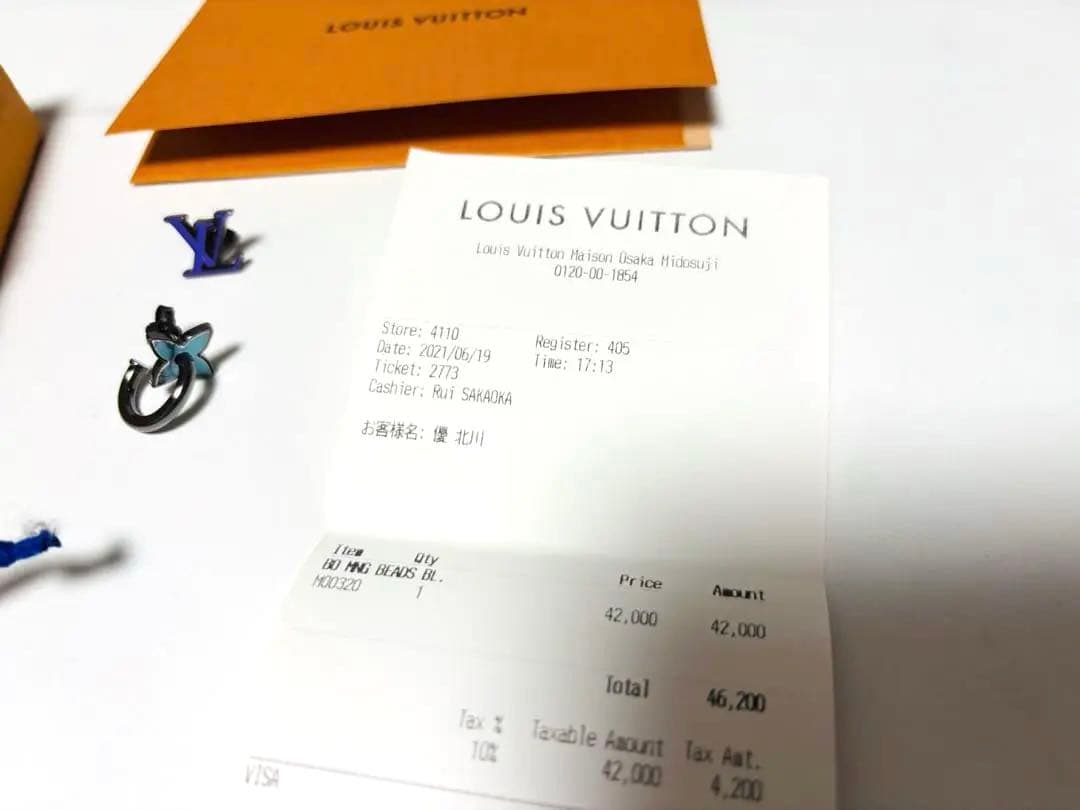 LOUIS VUITTON
LV
LOUIS VUITTON
Louis Vuitton Maison Osaka Midosuji
0120-00-1854
Store: 4110 Register: 405
Date: 2021/06/19 Time: 17:13
Ticket: 2773
Cashier: Rui SAKAOKA
お客様名: 優 北川
Item Qty Price Amount
BO MNG BEADS BL.
M00320 1 42,000 42,000
Total 46,200
Tax % Taxable Amount Tax Amt.
10% 42,000 4,200
VISA